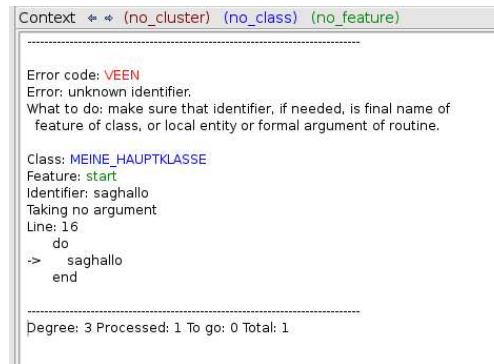 Context (no_cluster) (no_class) (no_feature)
--------------------------------------------------------------------------------
Error code: VEEN
Error: unknown identifier.
What to do: make sure that identifier, if needed, is final name of
feature of class, or local entity or formal argument of routine.
Class: MEINE_HAUPTKLASSE
Feature: start
Identifier: saghallo
Taking no argument
Line: 16
do
-> saghallo
end
--------------------------------------------------------------------------------
Degree: 3 Processed: 1 To go: 0 Total: 1